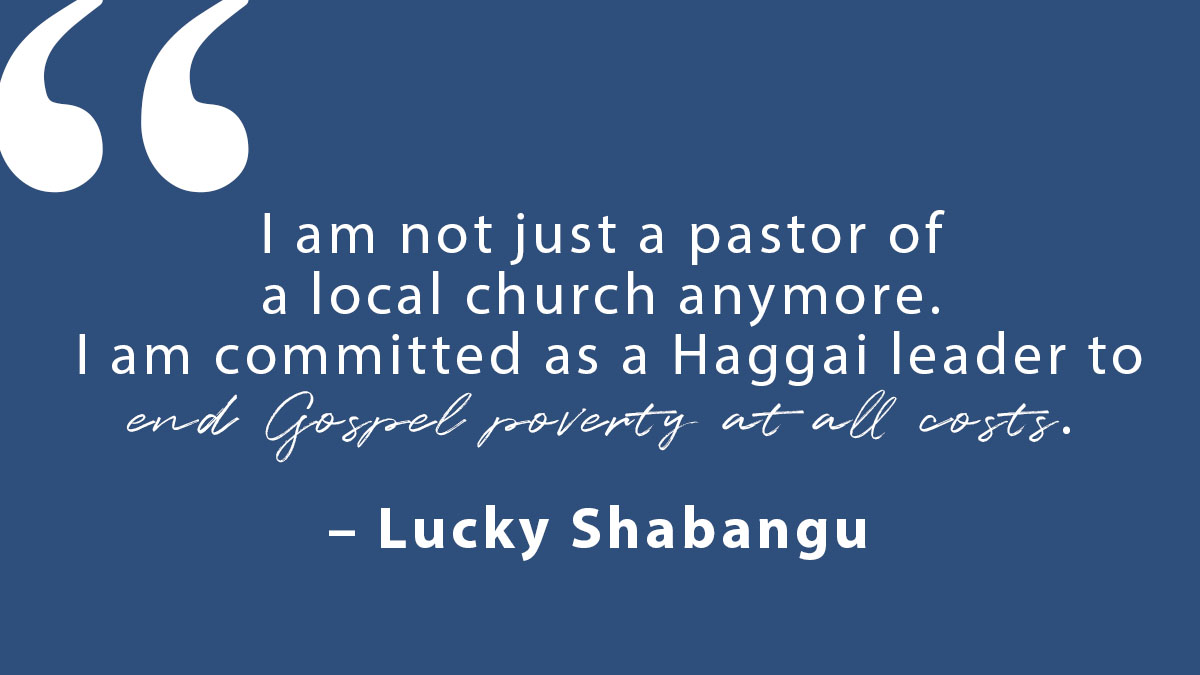 “
I am not just a pastor of
a local church anymore.
I am committed as a Haggai leader to
end Gospel poverty at all costs.
– Lucky Shabangu